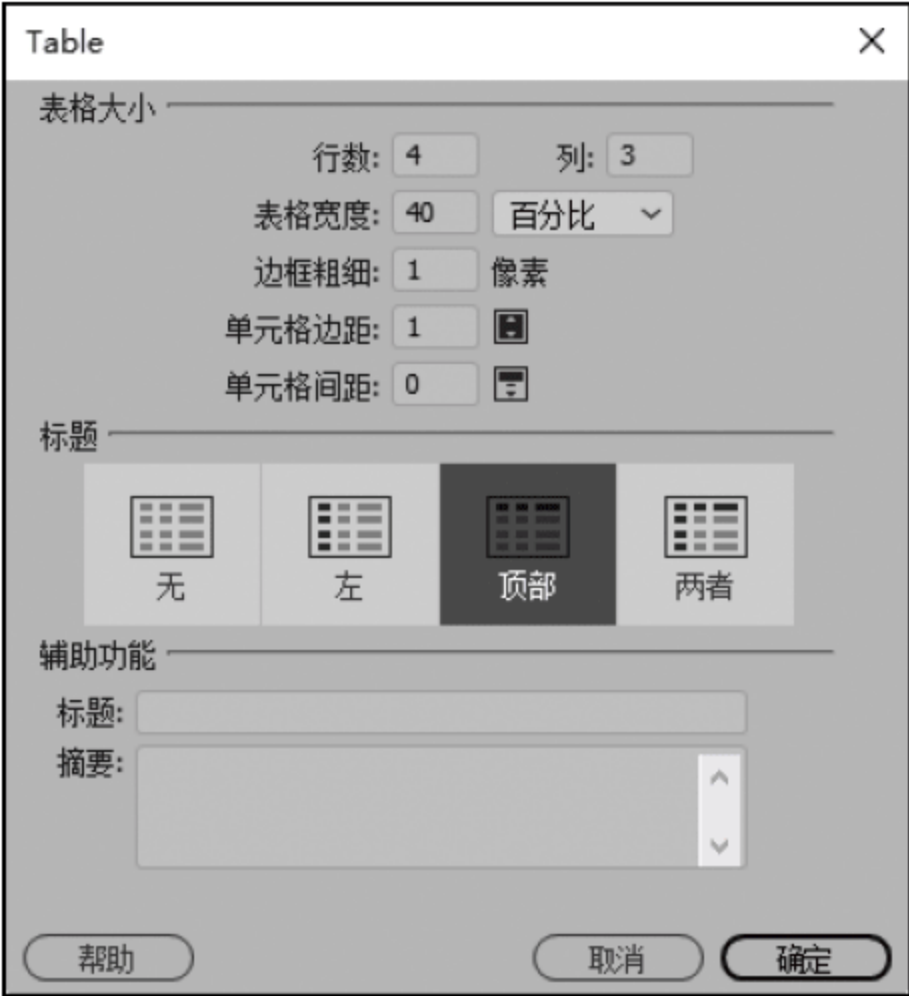 Table
表格大小
行数: 4 列: 3
表格宽度: 40 百分比
边框粗细: 1 像素
单元格边距: 1
单元格间距: 0
标题
无 左 顶部 两者
辅助功能
标题:
摘要:
帮助 取消 确定